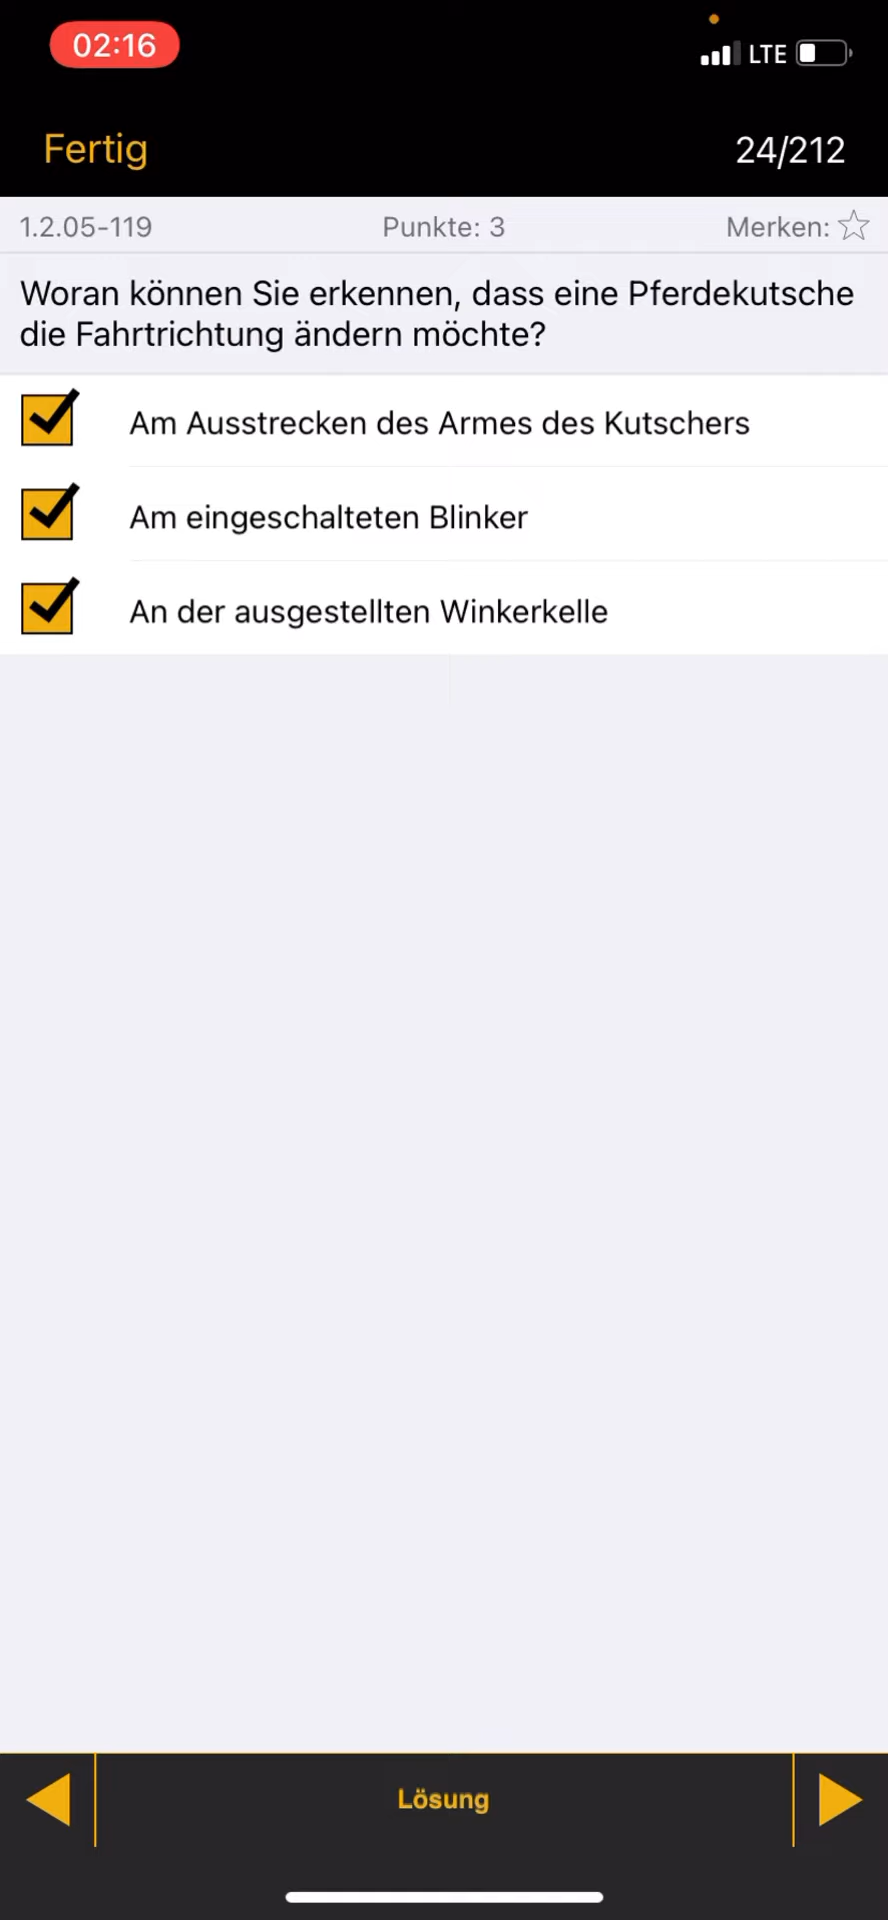 02:16
LTE
Fertig
24/212
1.2.05-119
Punkte: 3
Merken:
Woran können Sie erkennen, dass eine Pferdekutsche
die Fahrtrichtung ändern möchte?
Am Ausstrecken des Armes des Kutschers
Am eingeschalteten Blinker
An der ausgestellten Winkerkelle
Lösung